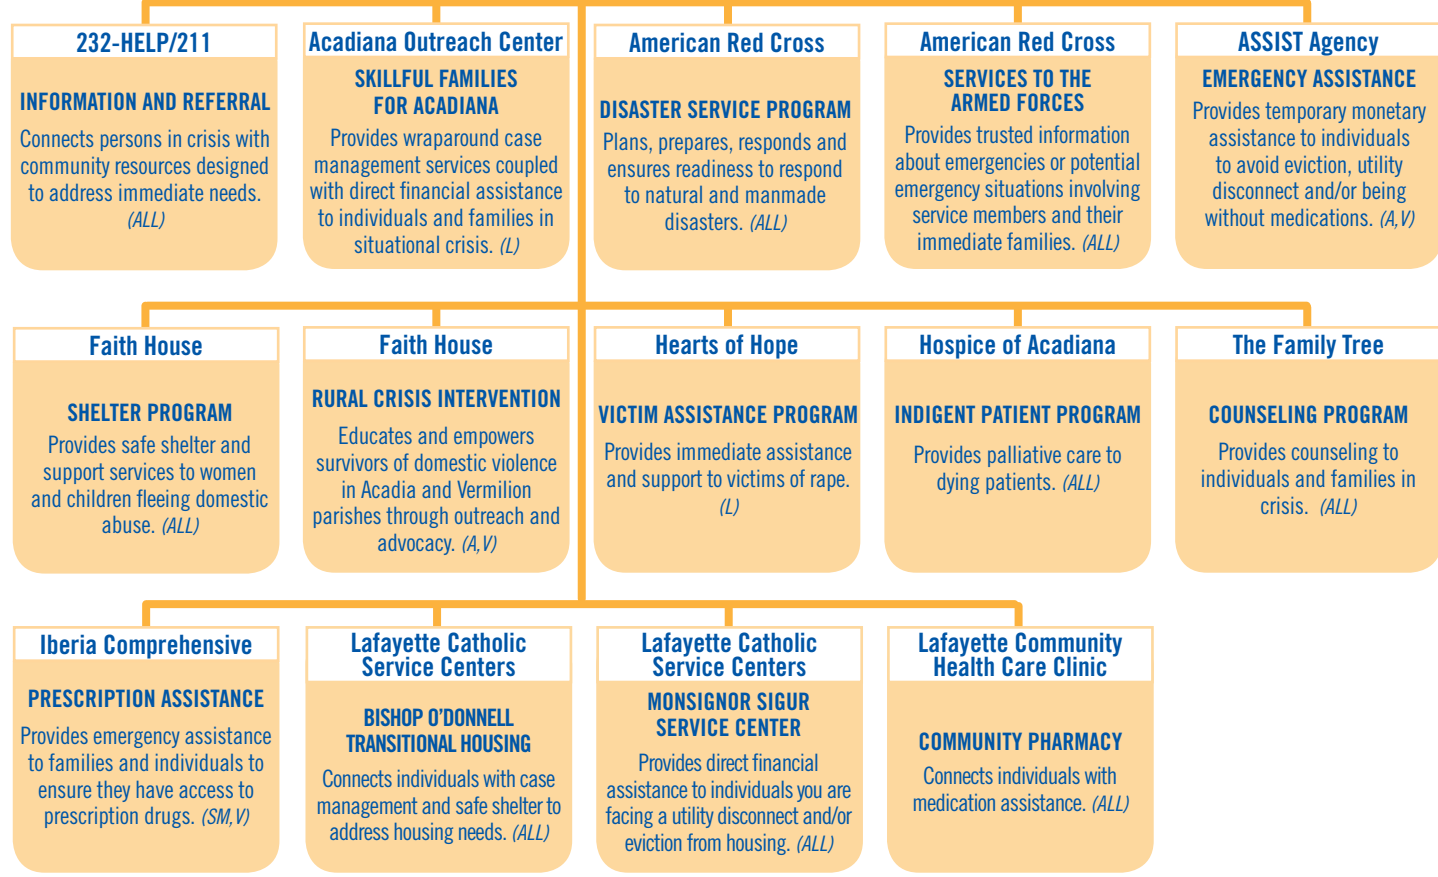 232-HELP/211
INFORMATION AND REFERRAL
Connects persons in crisis with
community resources designed
to address immediate needs.
(ALL)
Acadiana Outreach Center
SKILLFUL FAMILIES
FOR ACADIANA
Provides wraparound case
management services coupled
with direct financial assistance
to individuals and families in
situational crisis. (L)
American Red Cross
DISASTER SERVICE PROGRAM
Plans, prepares, responds and
ensures readiness to respond
to natural and manmade
disasters. (ALL)
American Red Cross
SERVICES TO THE
ARMED FORCES
Provides trusted information
about emergencies or potential
emergency situations involving
service members and their
immediate families. (ALL)
ASSIST Agency
EMERGENCY ASSISTANCE
Provides temporary monetary
assistance to individuals
to avoid eviction, utility
disconnect and/or being
without medications. (A,V)
Faith House
SHELTER PROGRAM
Provides safe shelter and
support services to women
and children fleeing domestic
abuse. (ALL)
Faith House
RURAL CRISIS INTERVENTION
Educates and empowers
survivors of domestic violence
in Acadia and Vermilion
parishes through outreach and
advocacy. (A,V)
Hearts of Hope
VICTIM ASSISTANCE PROGRAM
Provides immediate assistance
and support to victims of rape.
(L)
Hospice of Acadiana
INDIGENT PATIENT PROGRAM
Provides palliative care to
dying patients. (ALL)
The Family Tree
COUNSELING PROGRAM
Provides counseling to
individuals and families in
crisis. (ALL)
Iberia Comprehensive
PRESCRIPTION ASSISTANCE
Provides emergency assistance
to families and individuals to
ensure they have access to
prescription drugs. (SM,V)
Lafayette Catholic
Service Centers
BISHOP O'DONNELL
TRANSITIONAL HOUSING
Connects individuals with case
management and safe shelter to
address housing needs. (ALL)
Lafayette Catholic
Service Centers
MONSIGNOR SIGUR
SERVICE CENTER
Provides direct financial
assistance to individuals you are
facing a utility disconnect and/or
eviction from housing. (ALL)
Lafayette Community
Health Care Clinic
COMMUNITY PHARMACY
Connects individuals with
medication assistance. (ALL)